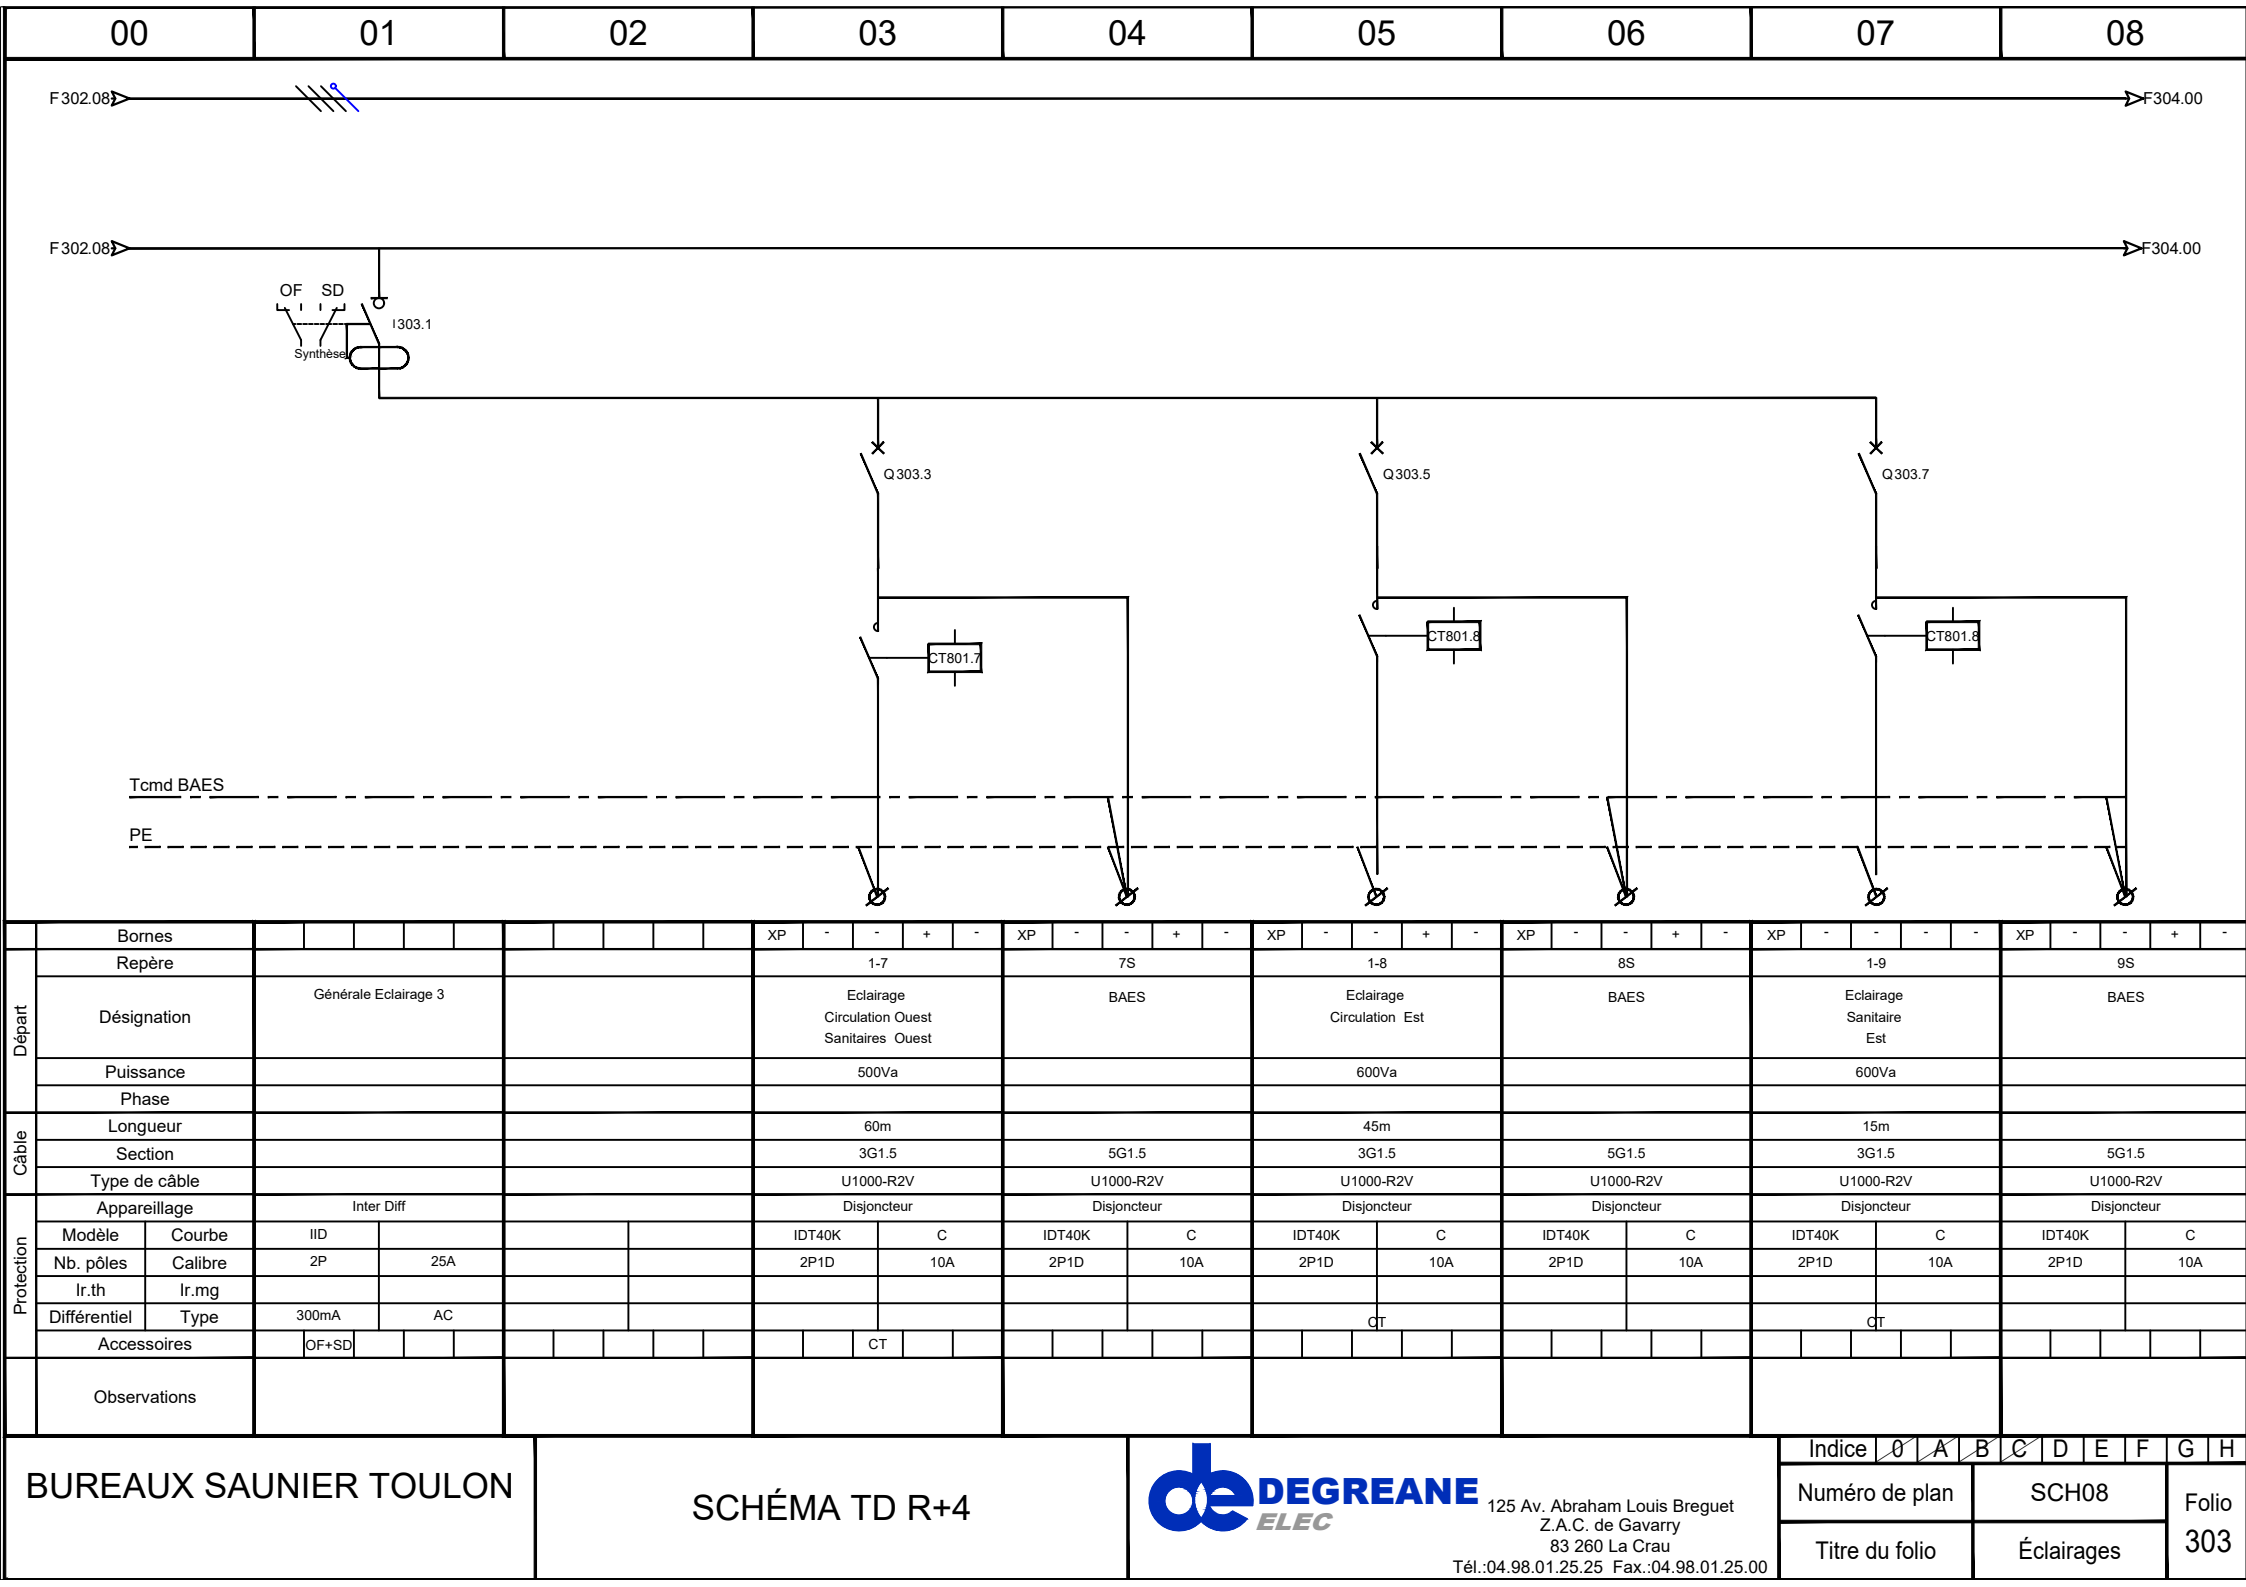 00 01 02 03 04 05 06 07 08
F302.08 F304.00
F302.08 F304.00
OF SD
I303.1
Synthèse
Q303.3 Q303.5 Q303.7
CT801.7 CT801.8 CT801.8
Tcmd BAES
PE
Bornes XP - - + - XP - - + - XP - - + - XP - - + - XP - - - - XP - - + -
Départ
Repère 1-7 7S 1-8 8S 1-9 9S
Désignation Générale Eclairage 3 Eclairage BAES Eclairage BAES Eclairage BAES
Circulation Ouest Circulation Est Sanitaire
Sanitaires Ouest Est
Puissance 500Va 600Va 600Va
Phase
Câble
Longueur 60m 45m 15m
Section 3G1.5 5G1.5 3G1.5 5G1.5 3G1.5 5G1.5
Type de câble U1000-R2V U1000-R2V U1000-R2V U1000-R2V U1000-R2V U1000-R2V
Protection
Appareillage Inter Diff Disjoncteur Disjoncteur Disjoncteur Disjoncteur Disjoncteur Disjoncteur
Modèle Courbe IID IDT40K C IDT40K C IDT40K C IDT40K C IDT40K C IDT40K C
Nb. pôles Calibre 2P 25A 2P1D 10A 2P1D 10A 2P1D 10A 2P1D 10A 2P1D 10A 2P1D 10A
Ir.th Ir.mg
Différentiel Type 300mA AC CT CT
Accessoires OF+SD CT
Observations
BUREAUX SAUNIER TOULON
SCHÉMA TD R+4
de DEGREANE
ELEC
125 Av. Abraham Louis Breguet
Z.A.C. de Gavarry
83 260 La Crau
Tél.:04.98.01.25.25 Fax.:04.98.01.25.00
Indice 0 A B C D E F G H
Numéro de plan SCH08
Titre du folio Éclairages
Folio
303